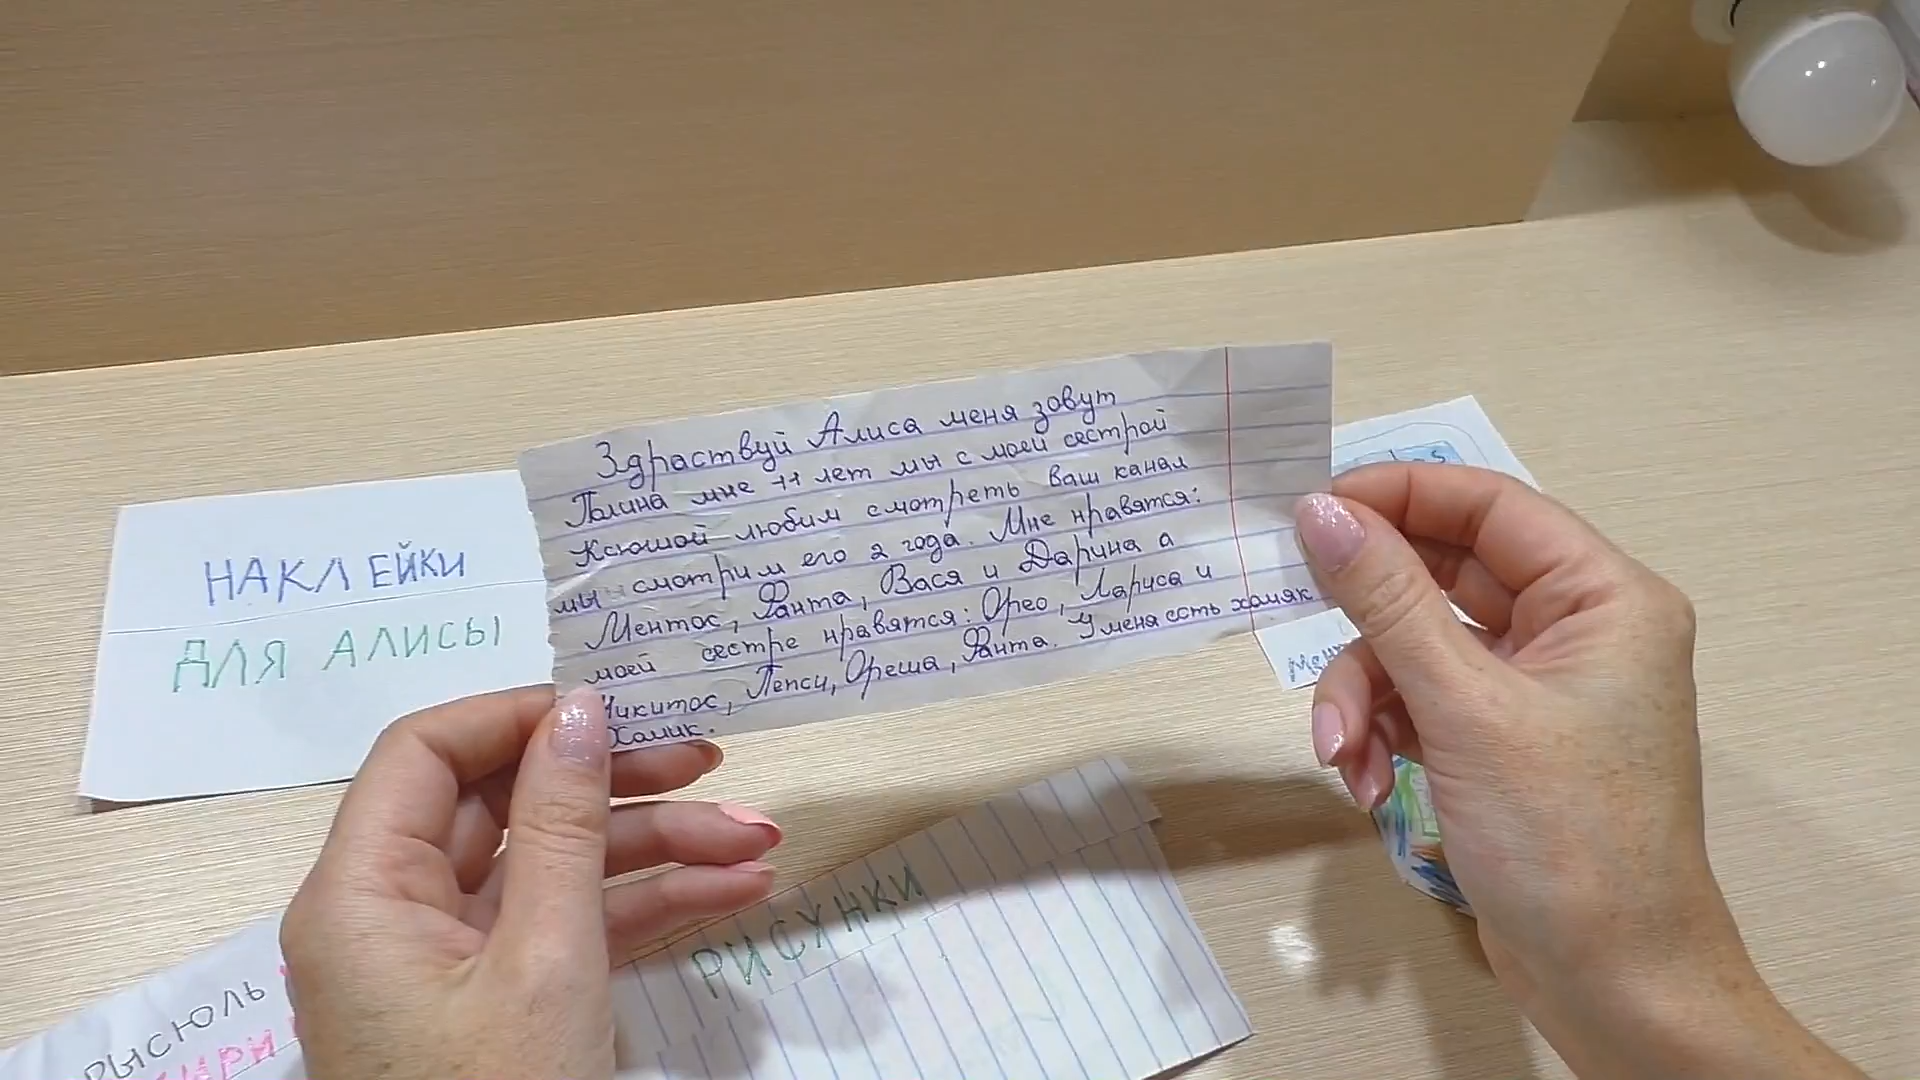 Здраствуй Алиса меня зовут
Полина мне 11 лет мы с моей сестрой
Ксюшой любим смотреть ваш канал
мы смотрим его 2 года. Мне нравятся:
Ментос, Фанта, Вася и Дарина а
моей сестре нравятся: Орео, Лариса и
Никитос, Пепси, Ореша, Фанта. У меня есть хомяк
Хомик.
НАКЛЕЙКИ
ДЛЯ АЛИСЫ
РИСУНКИ